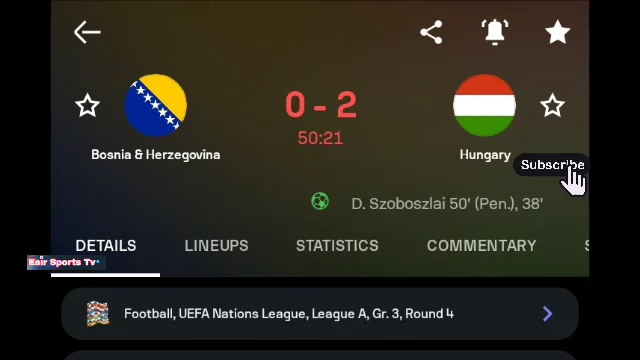 0 - 2
50:21
Bosnia & Herzegovina
Hungary
Subscribe
D. Szoboszlai 50' (Pen.), 38'
DETAILS LINEUPS STATISTICS COMMENTARY S
Esir Sports Tv
Football, UEFA Nations League, League A, Gr. 3, Round 4